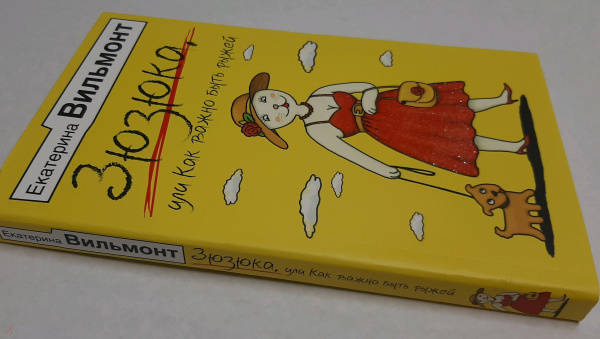 Екатерина
Вильмонт
Зюзюка,
или Как важно быть рыжей
Екатерина Вильмонт
Зюзюка, или Как важно быть рыжей